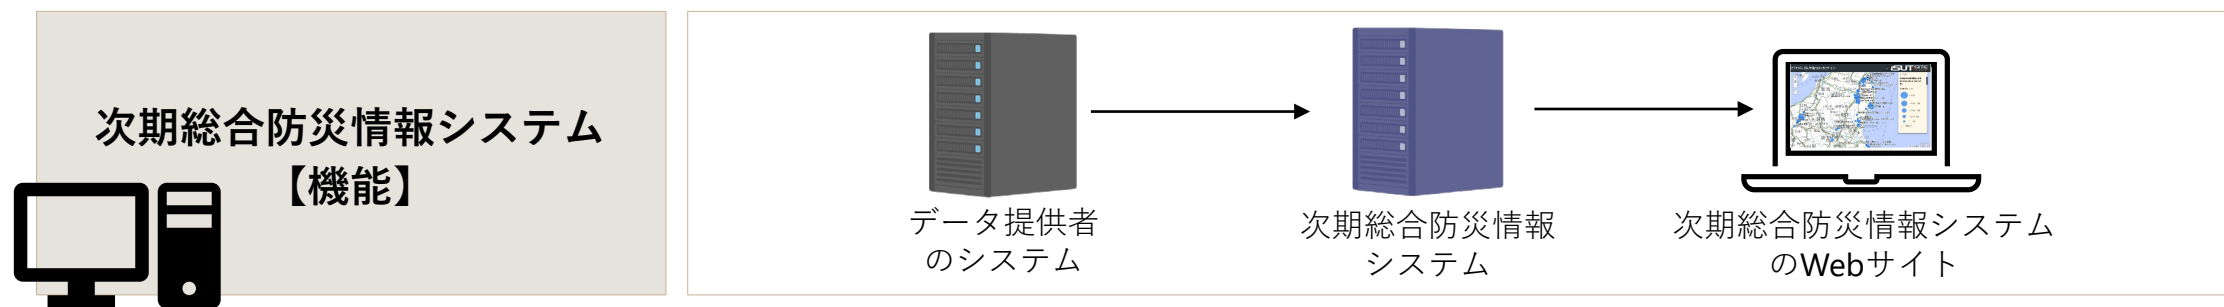 次期総合防災情報システム
【機能】
データ提供者
のシステム
次期総合防災情報
システム
次期総合防災情報システム
のWebサイト